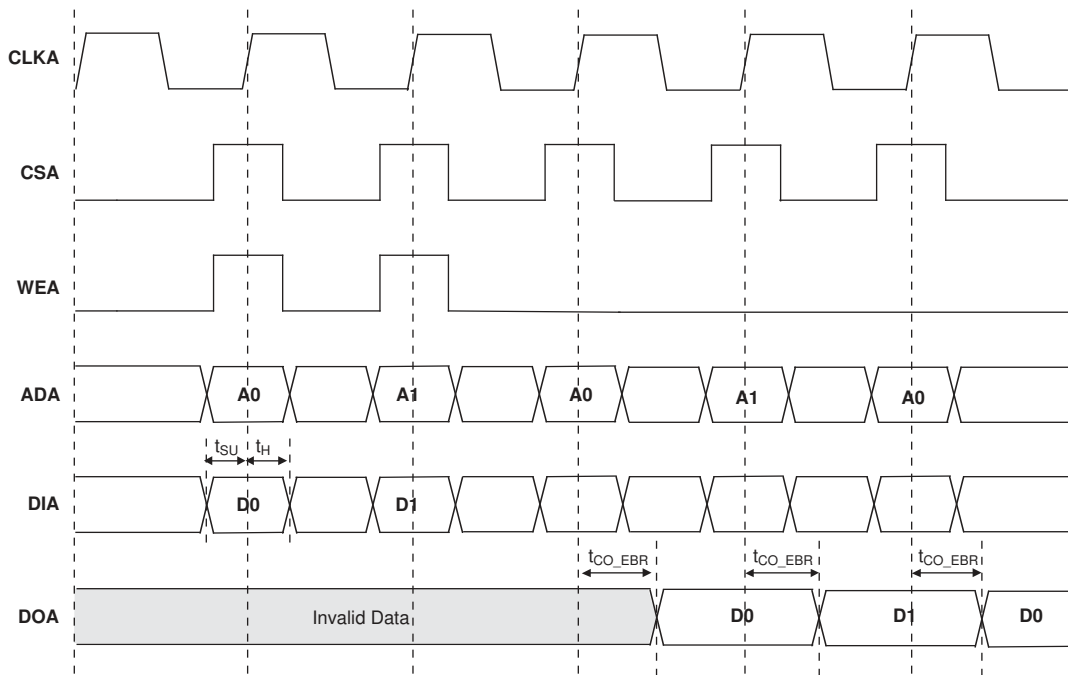 CLKA
CSA
WEA
ADA A0 A1 A0 A1 A0
tSU tH
DIA D0 D1
tCO_EBR tCO_EBR tCO_EBR
DOA Invalid Data D0 D1 D0